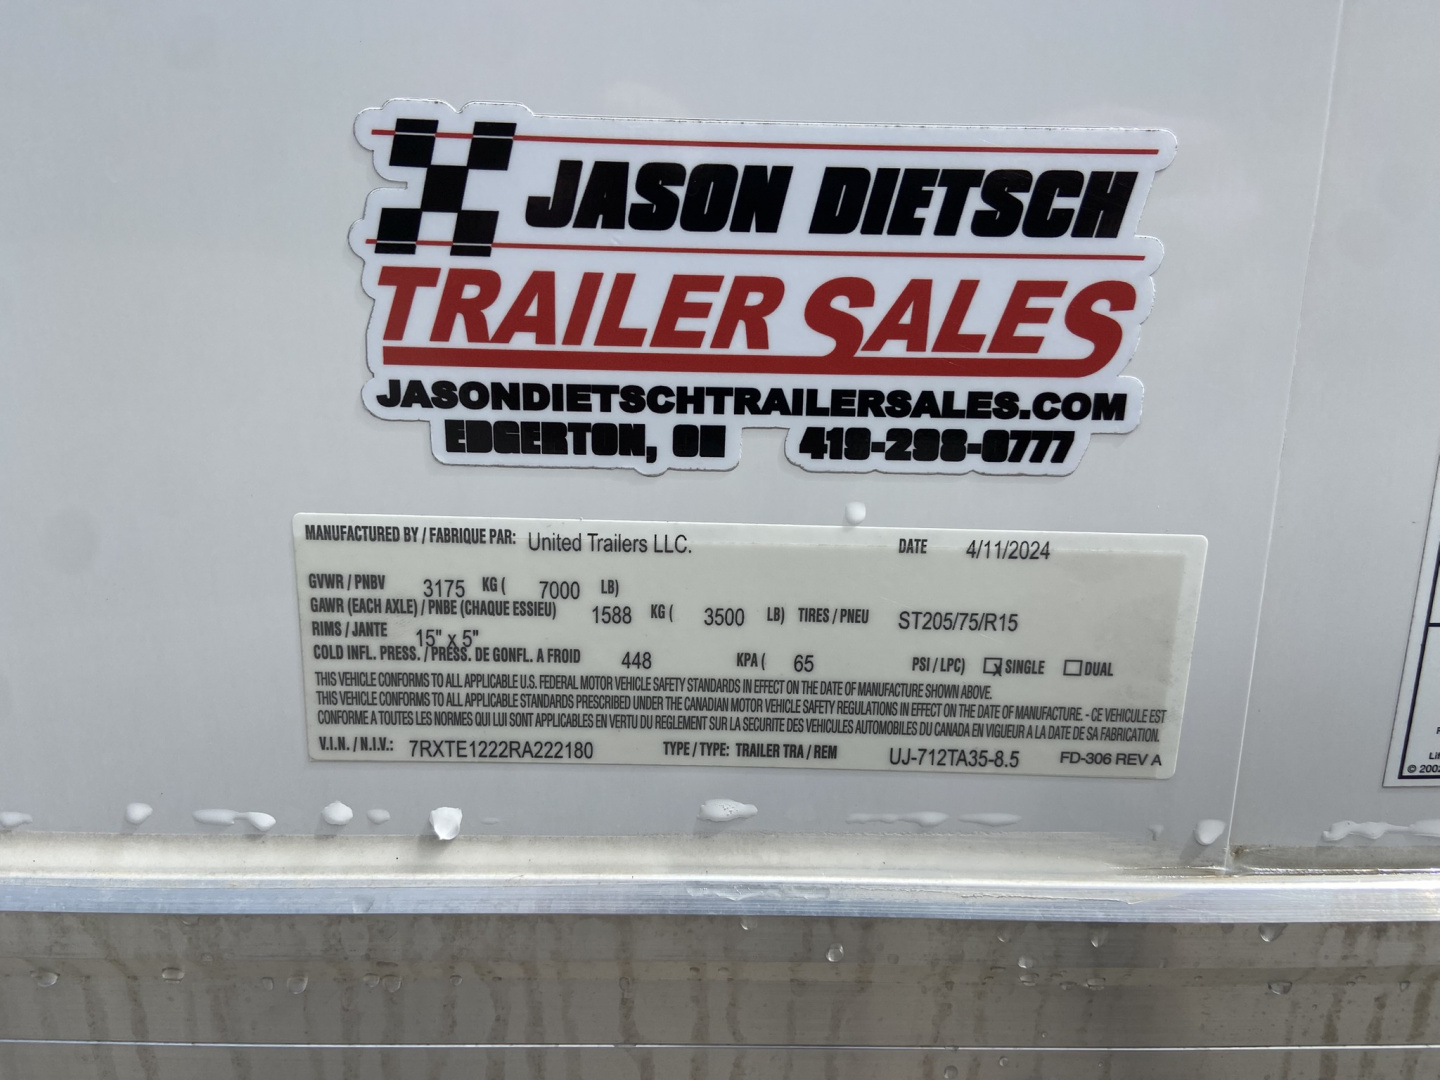 JASON DIETSCH
TRAILER SALES
JASONDIETSCHTRAILERSALES.COM
EDGERTON, OH 419-298-0777
MANUFACTURED BY / FABRIQUE PAR: United Trailers LLC. DATE 4/11/2024
GVWR / PNBV 3175 KG ( 7000 LB)
GAWR (EACH AXLE) / PNBE (CHAQUE ESSIEU) 1588 KG ( 3500 LB) TIRES / PNEU ST205/75/R15
RIMS / JANTE 15" x 5"
COLD INFL. PRESS. / PRESS. DE GONFL. A FROID 448 KPA ( 65 PSI / LPC) SINGLE DUAL
THIS VEHICLE CONFORMS TO ALL APPLICABLE U.S. FEDERAL MOTOR VEHICLE SAFETY STANDARDS IN EFFECT ON THE DATE OF MANUFACTURE SHOWN ABOVE.
THIS VEHICLE CONFORMS TO ALL APPLICABLE STANDARDS PRESCRIBED UNDER THE CANADIAN MOTOR VEHICLE SAFETY REGULATIONS IN EFFECT ON THE DATE OF MANUFACTURE. - CE VEHICULE EST
CONFORME A TOUTES LES NORMES QUI LUI SONT APPLICABLES EN VERTU DU REGLEMENT SUR LA SECURITE DES VEHICULES AUTOMOBILES DU CANADA EN VIGUEUR A LA DATE DE SA FABRICATION.
V.I.N. / N.I.V.: 7RXTE1222RA222180 TYPE / TYPE: TRAILER TRA / REM UJ-712TA35-8.5 FD-306 REV A
© 2002